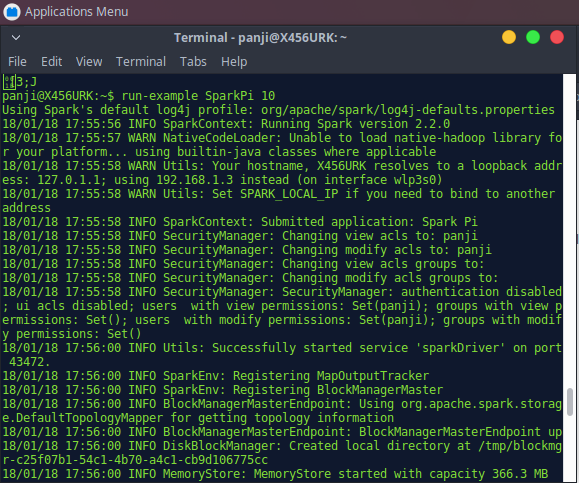 Applications Menu
Terminal - panji@X456URK: ~
File Edit View Terminal Tabs Help
3;J
panji@X456URK:~$ run-example SparkPi 10
Using Spark's default log4j profile: org/apache/spark/log4j-defaults.properties
18/01/18 17:55:56 INFO SparkContext: Running Spark version 2.2.0
18/01/18 17:55:57 WARN NativeCodeLoader: Unable to load native-hadoop library fo
r your platform... using builtin-java classes where applicable
18/01/18 17:55:58 WARN Utils: Your hostname, X456URK resolves to a loopback addr
ess: 127.0.1.1; using 192.168.1.3 instead (on interface wlp3s0)
18/01/18 17:55:58 WARN Utils: Set SPARK_LOCAL_IP if you need to bind to another
address
18/01/18 17:55:58 INFO SparkContext: Submitted application: Spark Pi
18/01/18 17:55:58 INFO SecurityManager: Changing view acls to: panji
18/01/18 17:55:58 INFO SecurityManager: Changing modify acls to: panji
18/01/18 17:55:58 INFO SecurityManager: Changing view acls groups to:
18/01/18 17:55:58 INFO SecurityManager: Changing modify acls groups to:
18/01/18 17:55:58 INFO SecurityManager: SecurityManager: authentication disabled
; ui acls disabled; users  with view permissions: Set(panji); groups with view p
ermissions: Set(); users  with modify permissions: Set(panji); groups with modif
y permissions: Set()
18/01/18 17:56:00 INFO Utils: Successfully started service 'sparkDriver' on port
 43472.
18/01/18 17:56:00 INFO SparkEnv: Registering MapOutputTracker
18/01/18 17:56:00 INFO SparkEnv: Registering BlockManagerMaster
18/01/18 17:56:00 INFO BlockManagerMasterEndpoint: Using org.apache.spark.storag
e.DefaultTopologyMapper for getting topology information
18/01/18 17:56:00 INFO BlockManagerMasterEndpoint: BlockManagerMasterEndpoint up
18/01/18 17:56:00 INFO DiskBlockManager: Created local directory at /tmp/blockmg
r-c25f07b1-54c1-4b70-a4c1-cb9d106775cc
18/01/18 17:56:00 INFO MemoryStore: MemoryStore started with capacity 366.3 MB